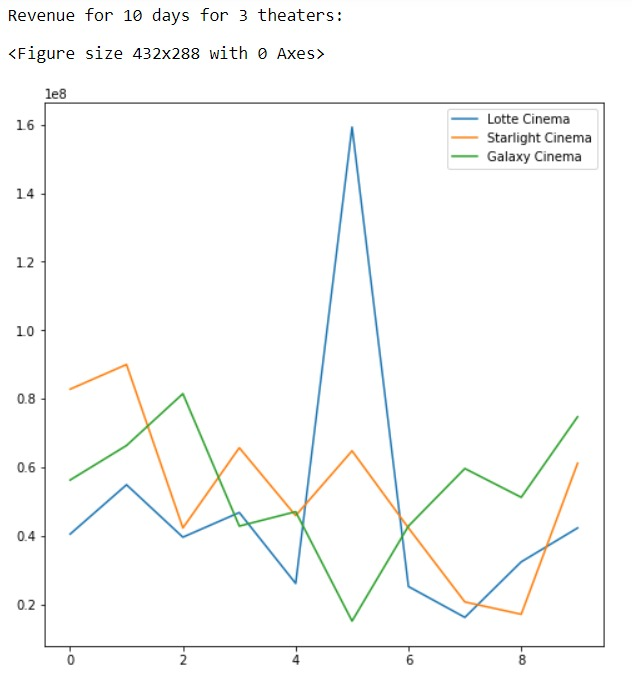 Revenue for 10 days for 3 theaters:
<Figure size 432x288 with 0 Axes>
1e8
Lotte Cinema
Starlight Cinema
Galaxy Cinema
1.6
1.4
1.2
1.0
0.8
0.6
0.4
0.2
0 2 4 6 8